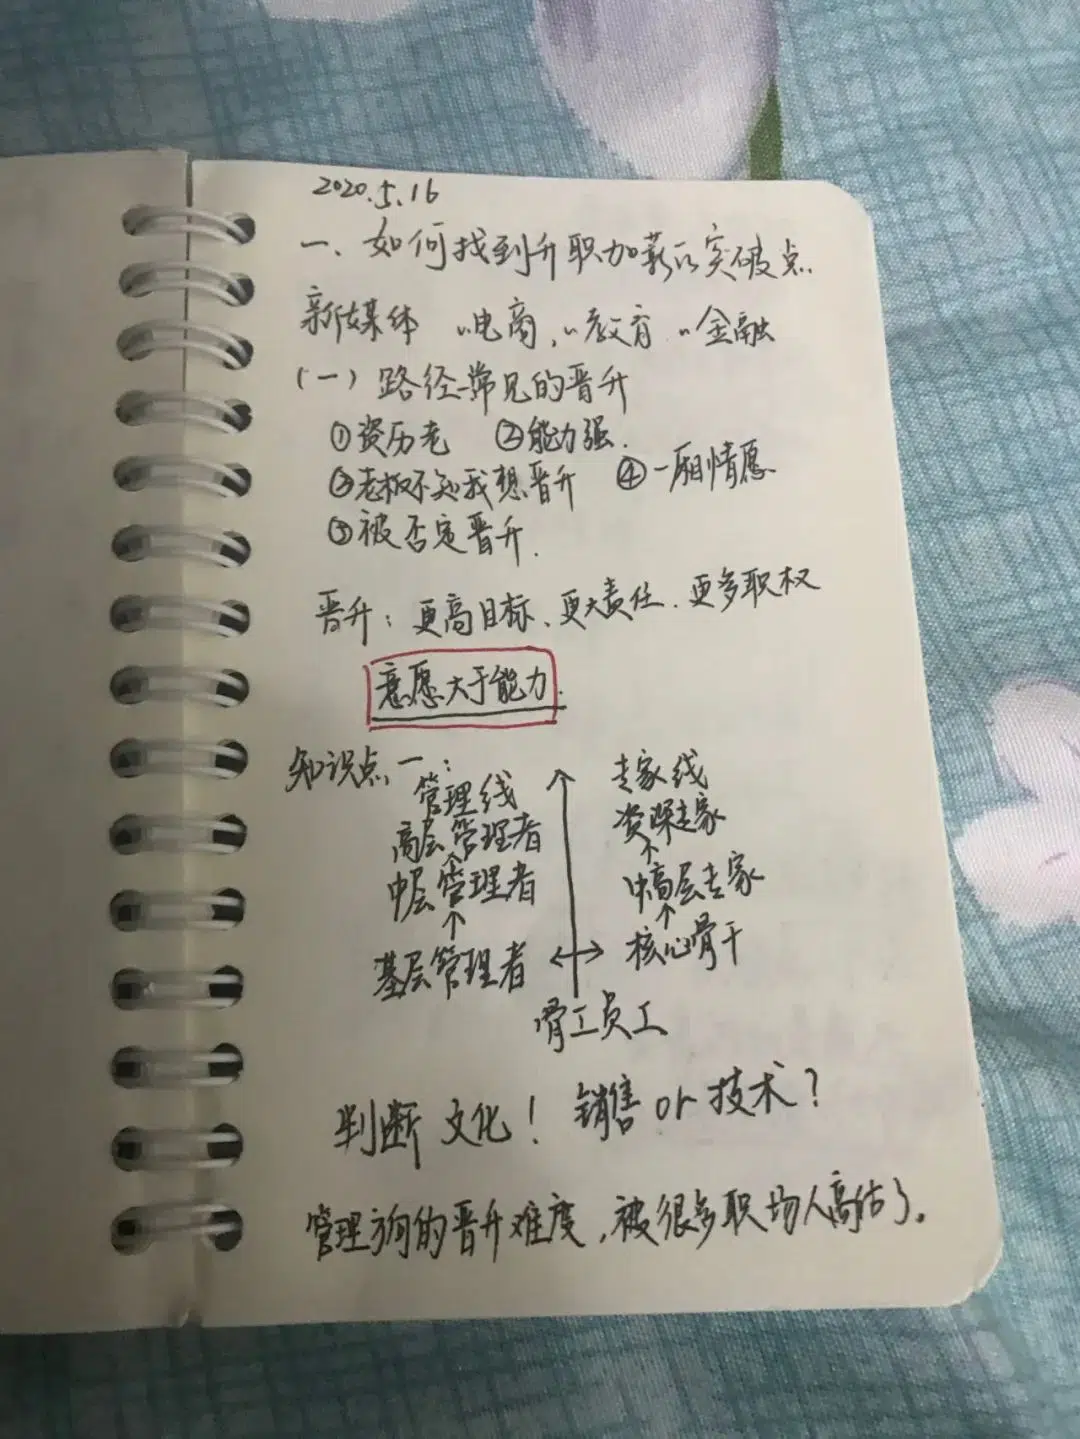 2020.5.16
一、如何找到升职加薪的突破点
新媒体 "电商, "教育 "金融
(一) 路径-常见的晋升
①资历老 ②能力强.
③老板不知我想晋升 ④一厢情愿
⑤被否定晋升.
晋升: 更高目标、更大责任、更多职权
意愿大于能力.
知识点一:
管理线 专家线
高层管理者 资深专家
↑ ↑
中层管理者 中高层专家
↑ ↑
基层管理者 ↔ 核心骨干
骨工员工
判断文化! 销售or技术?
管理方向的晋升难度,被很多职场人高估了。